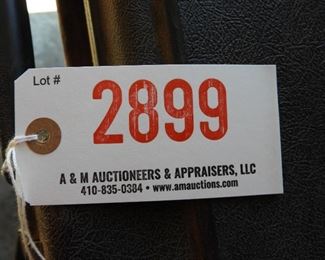 Lot #
2899
A & M AUCTIONEERS & APPRAISERS, LLC
410-835-0384 • www.amauctions.com